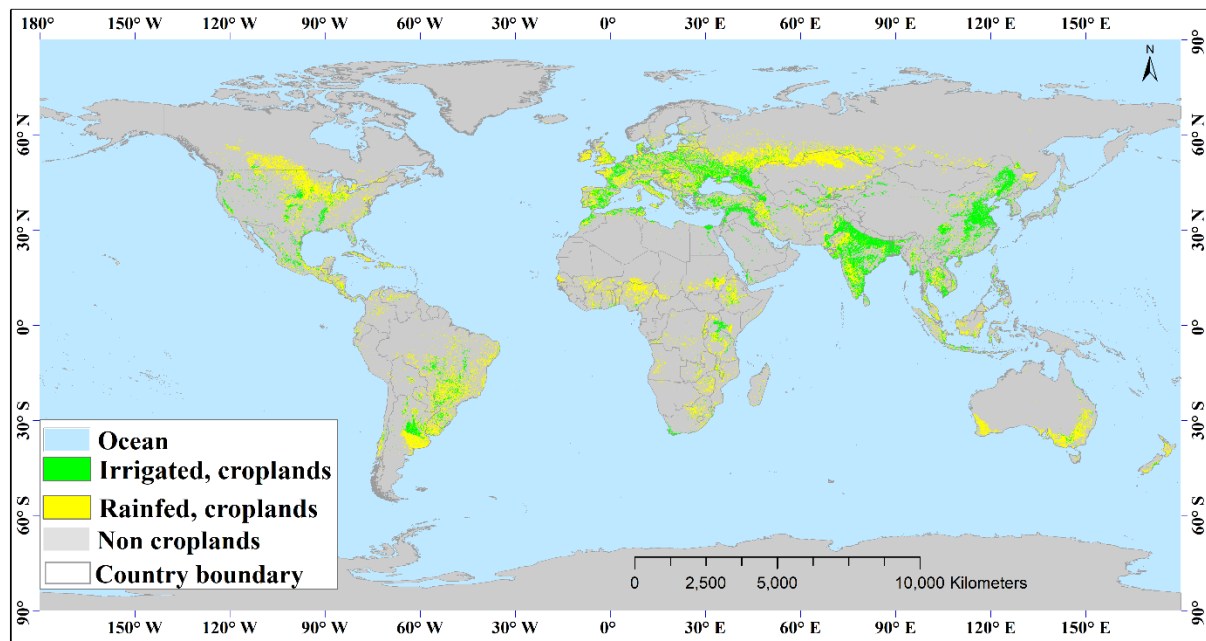 180° 150° W 120° W 90° W 60° W 30° W 0° 30° E 60° E 90° E 120° E 150° E
90°
90°
N
60° N
60° N
30° N
30° N
0°
0°
30° S
30° S
60° S
60° S
90°
90°
Ocean
Irrigated, croplands
Rainfed, croplands
Non croplands
Country boundary
0 2,500 5,000 10,000 Kilometers
150° W 120° W 90° W 60° W 30° W 0° 30° E 60° E 90° E 120° E 150° E